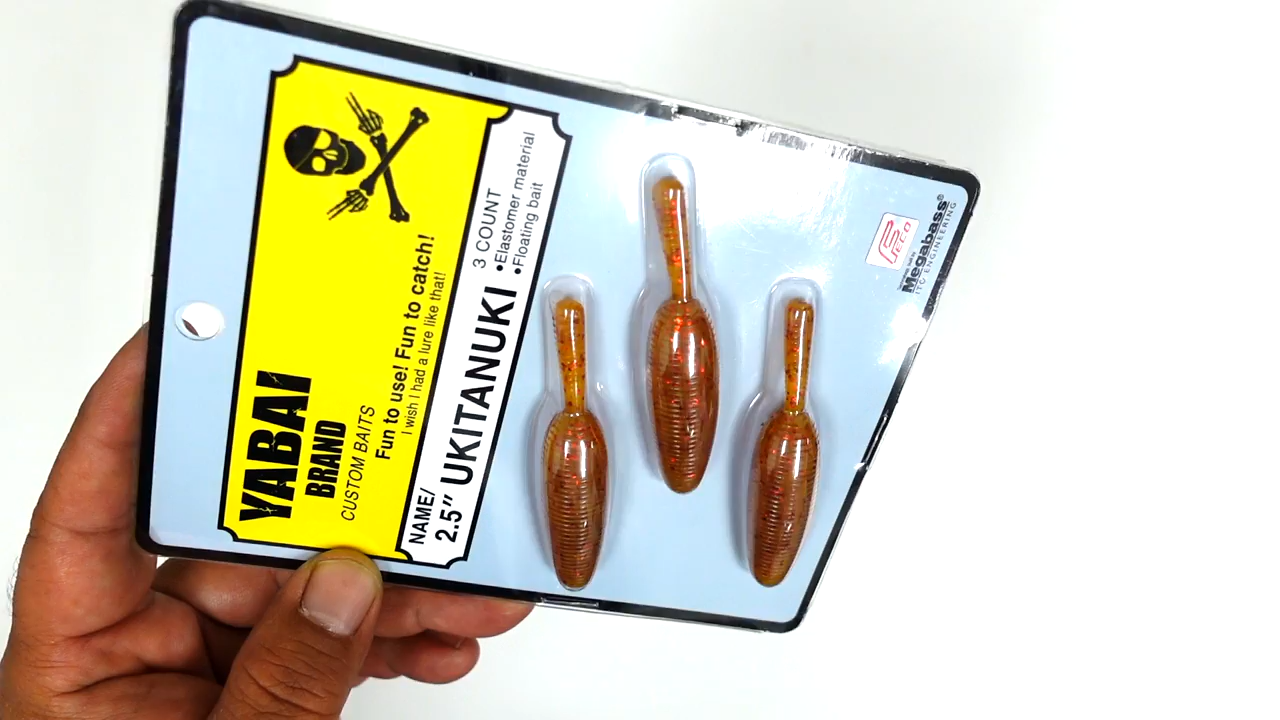 YABAI
BRAND
CUSTOM BAITS
Fun to use! Fun to catch!
I wish I had a lure like that!
NAME/
2.5" UKITANUKI
3 COUNT
•Elastomer material
•Floating bait
FECO
Megabass®
ITO ENGINEERING